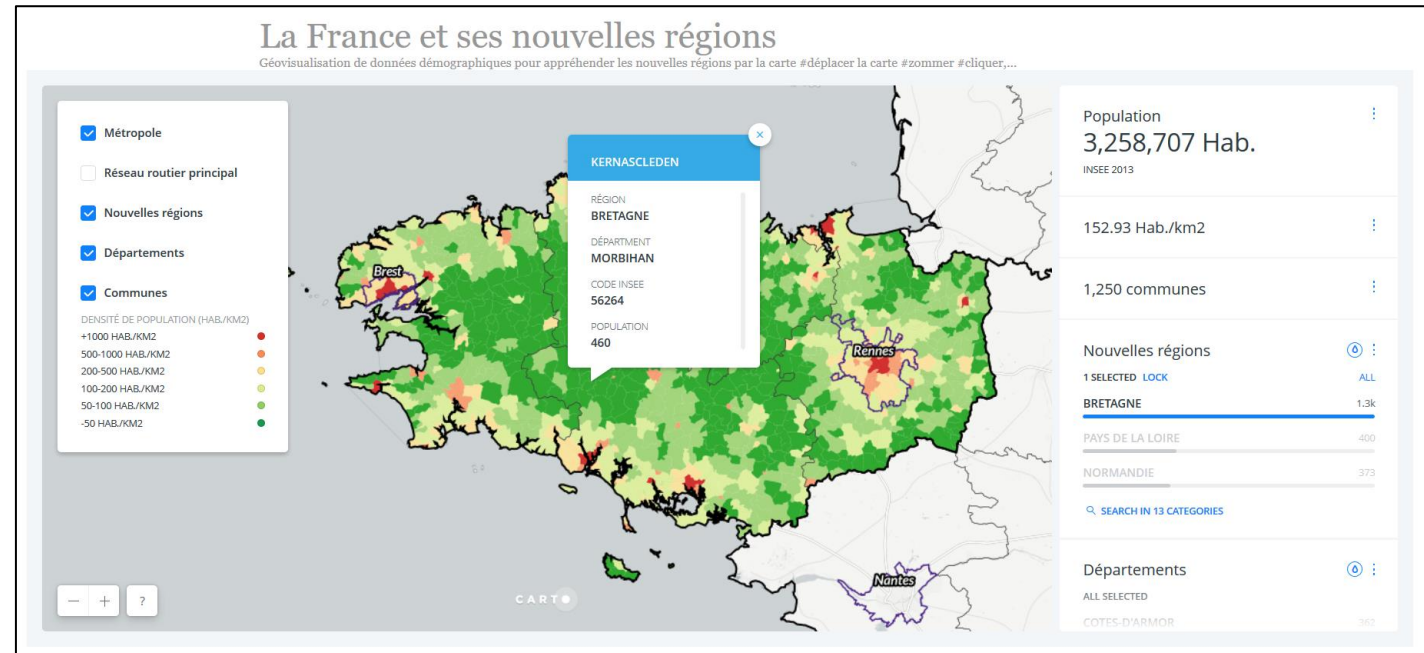 La France et ses nouvelles régions
Géovisualisation de données démographiques pour appréhender les nouvelles régions par la carte #déplacer la carte #zommer #cliquer,...
Métropole
Réseau routier principal
Nouvelles régions
Départements
Communes
DENSITÉ DE POPULATION (HAB./KM2)
+1000 HAB./KM2
500-1000 HAB./KM2
200-500 HAB./KM2
100-200 HAB./KM2
50-100 HAB./KM2
-50 HAB./KM2
KERNASCLEDEN
RÉGION
BRETAGNE
DÉPARTMENT
MORBIHAN
CODE INSEE
56264
POPULATION
460
Brest
Rennes
Nantes
CARTO
?
Population
3,258,707 Hab.
INSEE 2013
152.93 Hab./km2
1,250 communes
Nouvelles régions
1 SELECTED LOCK ALL
BRETAGNE 1.3k
PAYS DE LA LOIRE 400
NORMANDIE 373
SEARCH IN 13 CATEGORIES
Départements
ALL SELECTED
COTES-D'ARMOR 362